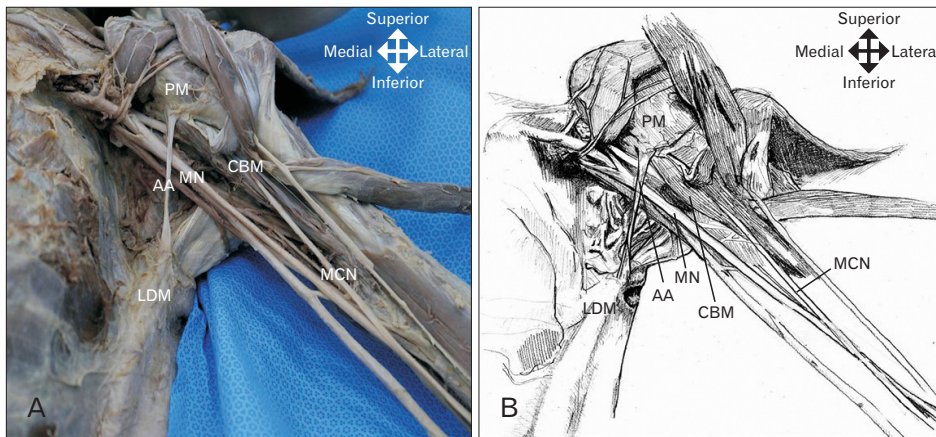 Superior
Medial Lateral
Inferior
PM
CBM
AA
MN
MCN
LDM
A
Superior
Medial Lateral
Inferior
PM
MCN
MN
AA
CBM
LDM
B